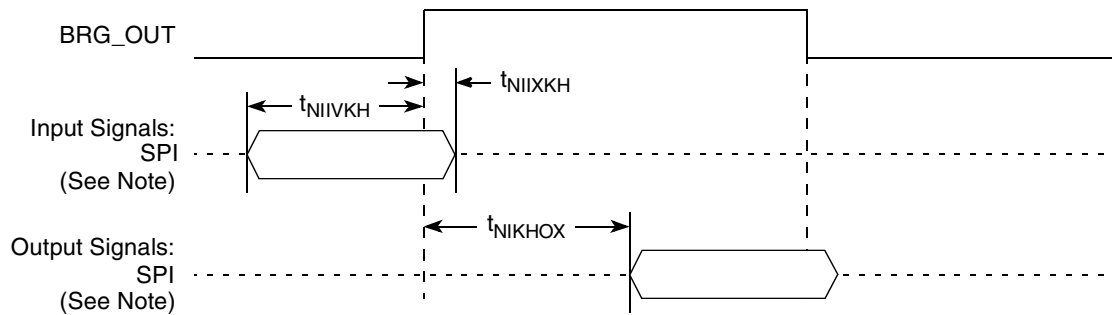 BRG_OUT
tNIIXKH
tNIIVKH
Input Signals:
SPI
(See Note)
tNIKHOX
Output Signals:
SPI
(See Note)